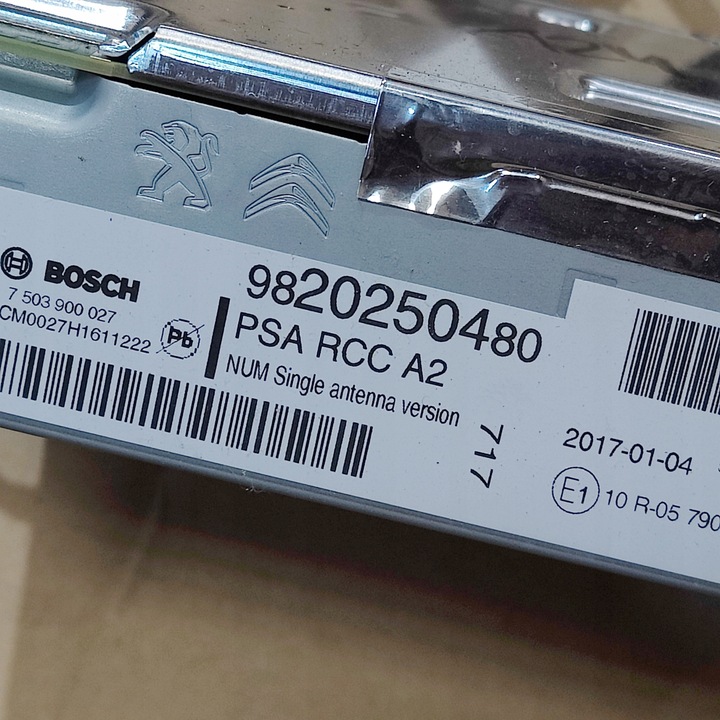 BOSCH
7 503 900 027
CM0027H1611222
Pb
9820250480
PSA RCC A2
NUM Single antenna version
717
2017-01-04
E1 10 R-05 790